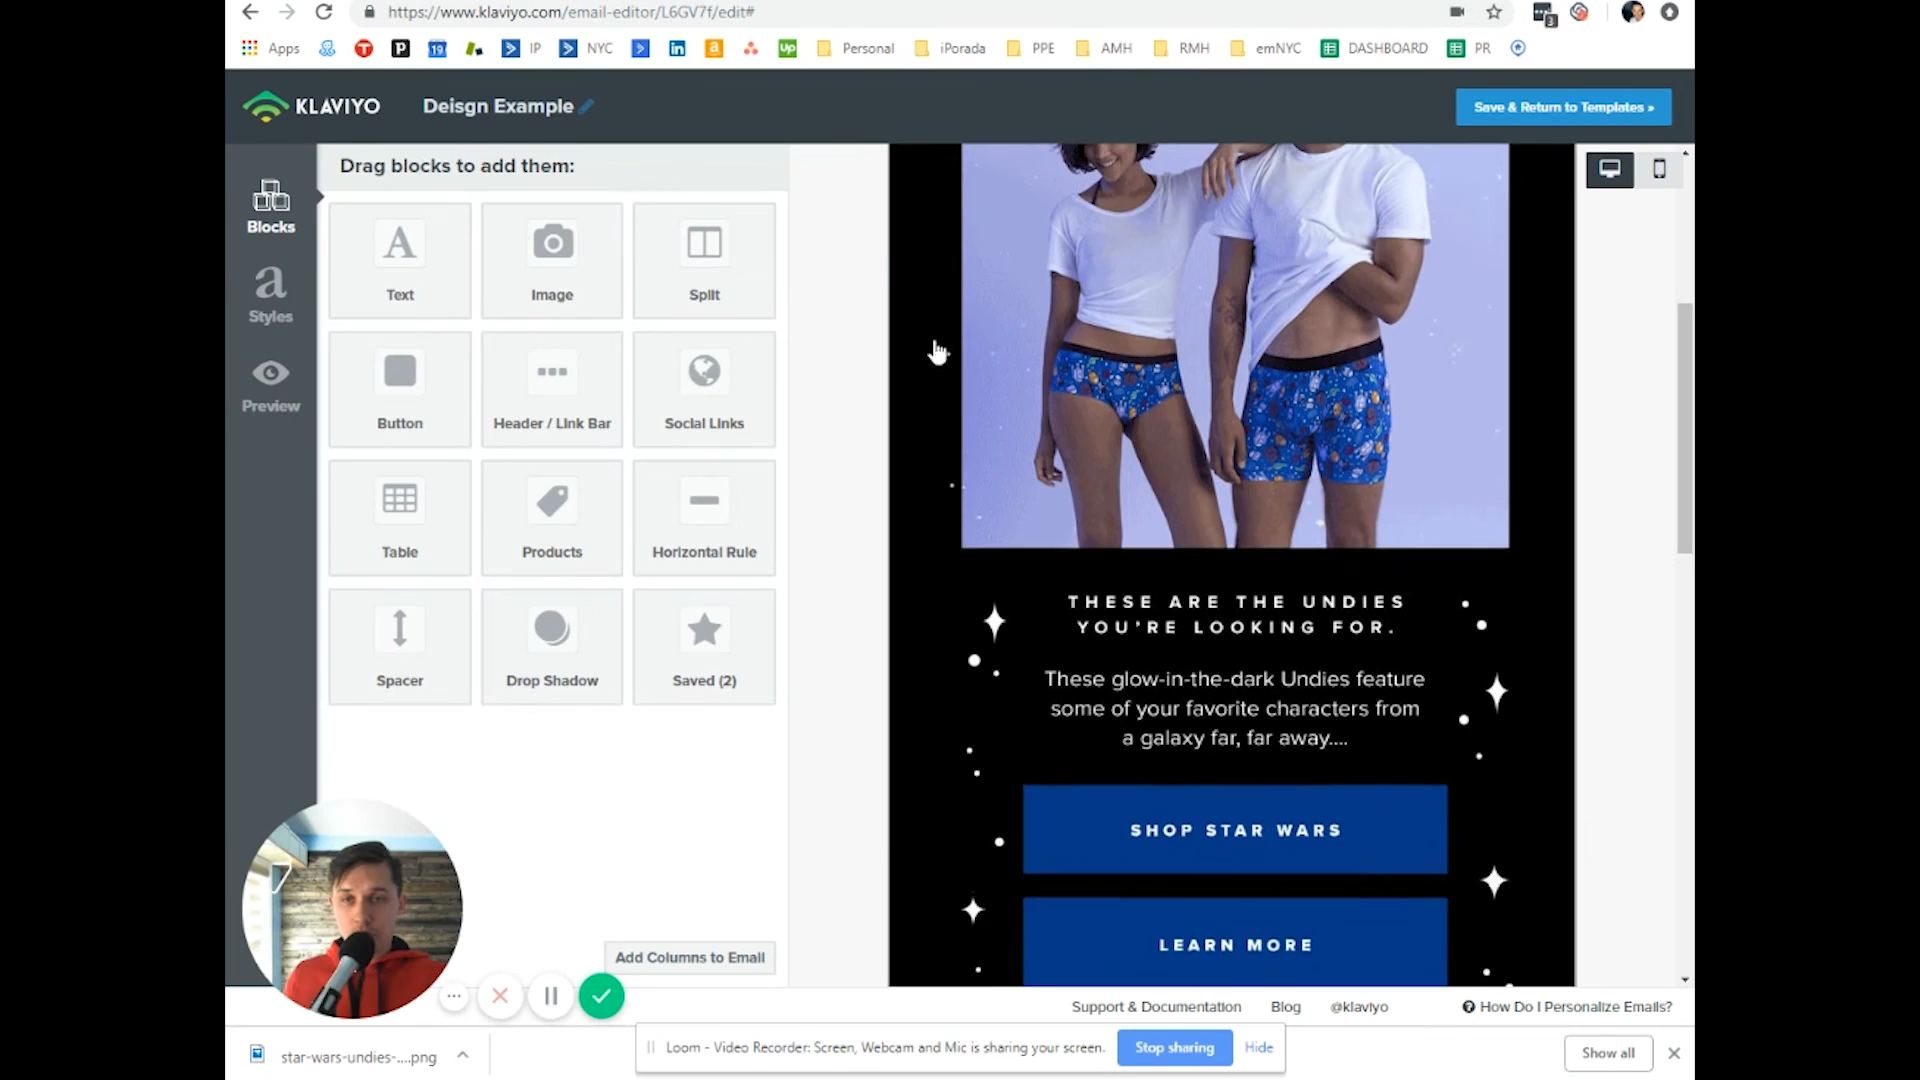 https://www.klaviyo.com/email-editor/L6GV7f/edit#
3
Apps
19
IP
NYC
in
a
up
Personal
iPorada
PPE
AMH
RMH
emNYC
DASHBOARD
PR
KLAVIYO
Deisgn Example
Save & Return to Templates »
Blocks
Styles
Preview
Drag blocks to add them:
Text
Image
Split
Button
Header / Link Bar
Social Links
Table
Products
Horizontal Rule
Spacer
Drop Shadow
Saved (2)
Add Columns to Email
THESE ARE THE UNDIES
YOU'RE LOOKING FOR.
These glow-in-the-dark Undies feature
some of your favorite characters from
a galaxy far, far away....
SHOP STAR WARS
LEARN MORE
Support & Documentation
Blog
@klaviyo
How Do I Personalize Emails?
star-wars-undies-....png
Loom - Video Recorder: Screen, Webcam and Mic is sharing your screen.
Stop sharing
Hide
Show all